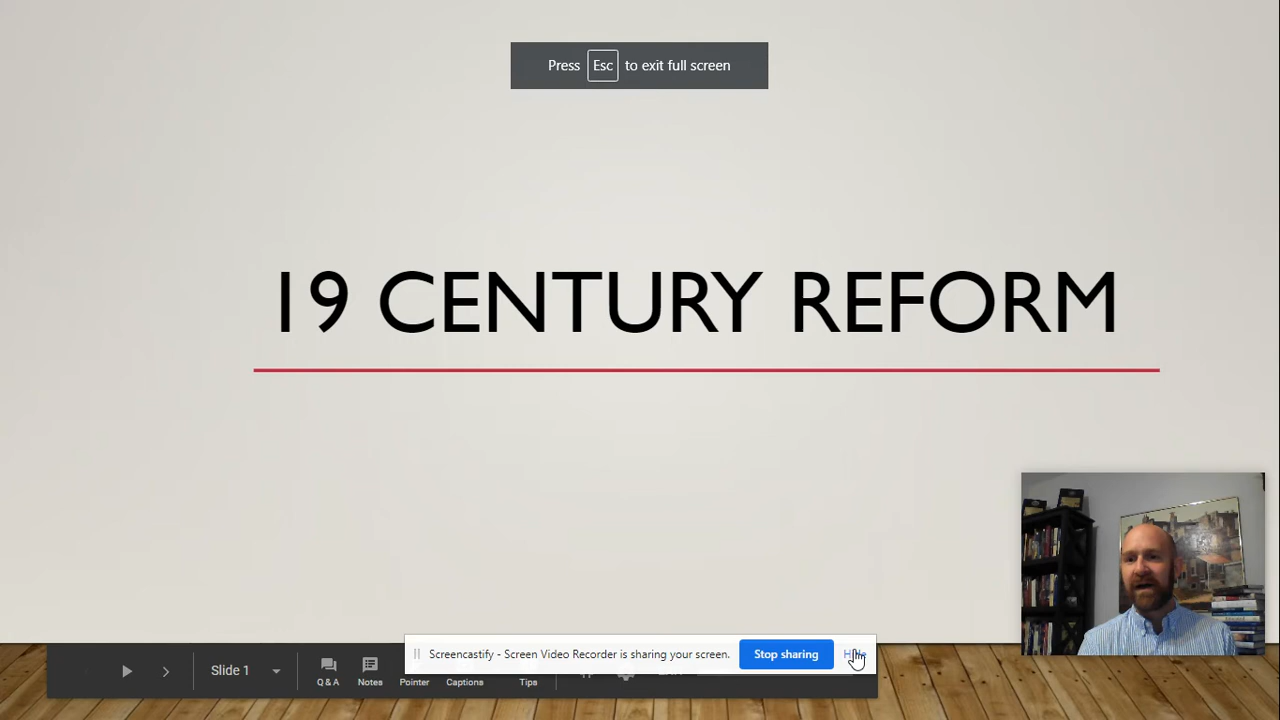 Press Esc to exit full screen
19 CENTURY REFORM
Screencastify - Screen Video Recorder is sharing your screen.
Stop sharing
Slide 1
Q & A
Notes
Pointer
Captions
Tips